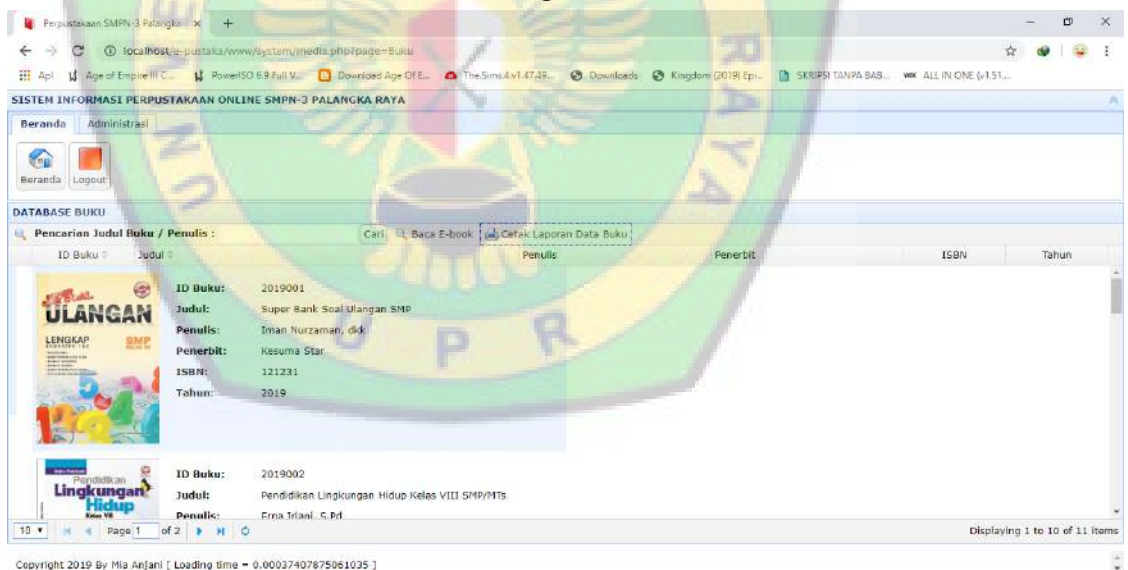 Perpustakaan SMPN-3 Palangka
localhost/e-pustaka/www/system/media.php?page=Buku
Apl Age of Empire III C... PowerISO 6.9 Full V... Download Age Of E... The.Sims.4.v1.47.49... Downloads Kingdom (2019) Epi... SKRIPSI TANPA BAB... ALL IN ONE (v1.51....
SISTEM INFORMASI PERPUSTAKAAN ONLINE SMPN-3 PALANGKA RAYA
Beranda Administrasi
Beranda Logout
DATABASE BUKU
Pencarian Judul Buku / Penulis : Cari Baca E-book Cetak Laporan Data Buku
ID Buku Judul Penulis Penerbit ISBN Tahun
ULANGAN
LENGKAP SMP
ID Buku: 2019001
Judul: Super Bank Soal Ulangan SMP
Penulis: Iman Nurzaman, dkk
Penerbit: Kesuma Star
ISBN: 121231
Tahun: 2019
Pendidikan
Lingkungan
Hidup
ID Buku: 2019002
Judul: Pendidikan Lingkungan Hidup Kelas VIII SMP/MTs
Penulis: Erna Iriani, S.Pd
10 Page 1 of 2 Displaying 1 to 10 of 11 items
Copyright 2019 By Mia Anjani [ Loading time = 0.00037407875061035 ]
UN RAYA
UPR